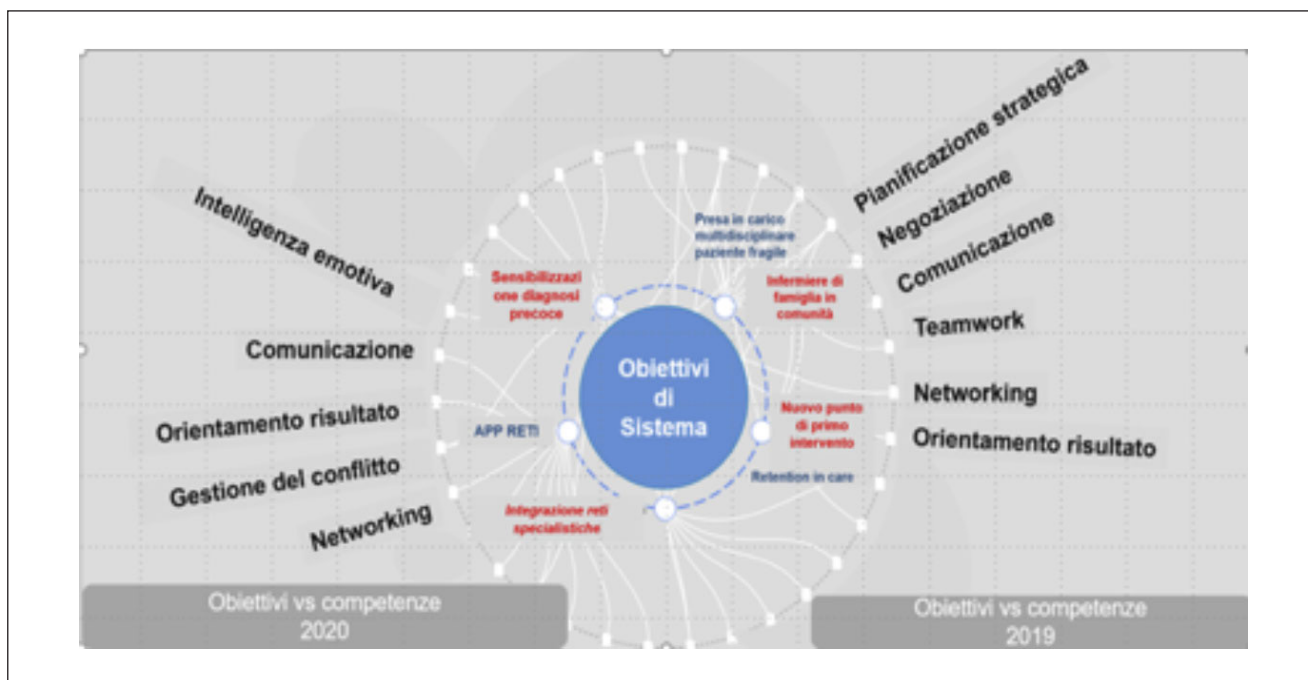 Pianificazione strategica
Negoziazione
Comunicazione
Teamwork
Networking
Orientamento risultato
Intelligenza emotiva
Comunicazione
Orientamento risultato
Gestione del conflitto
Networking
Presa in carico
multidisciplinare
paziente fragile
Sensibilizzazi
one diagnosi
precoce
Infermiere di
famiglia in
comunità
Obiettivi
di
Sistema
APP RETI
Nuovo punto
di primo
intervento
Retention in care
Integrazione reti
specialistiche
Obiettivi vs competenze
2020
Obiettivi vs competenze
2019